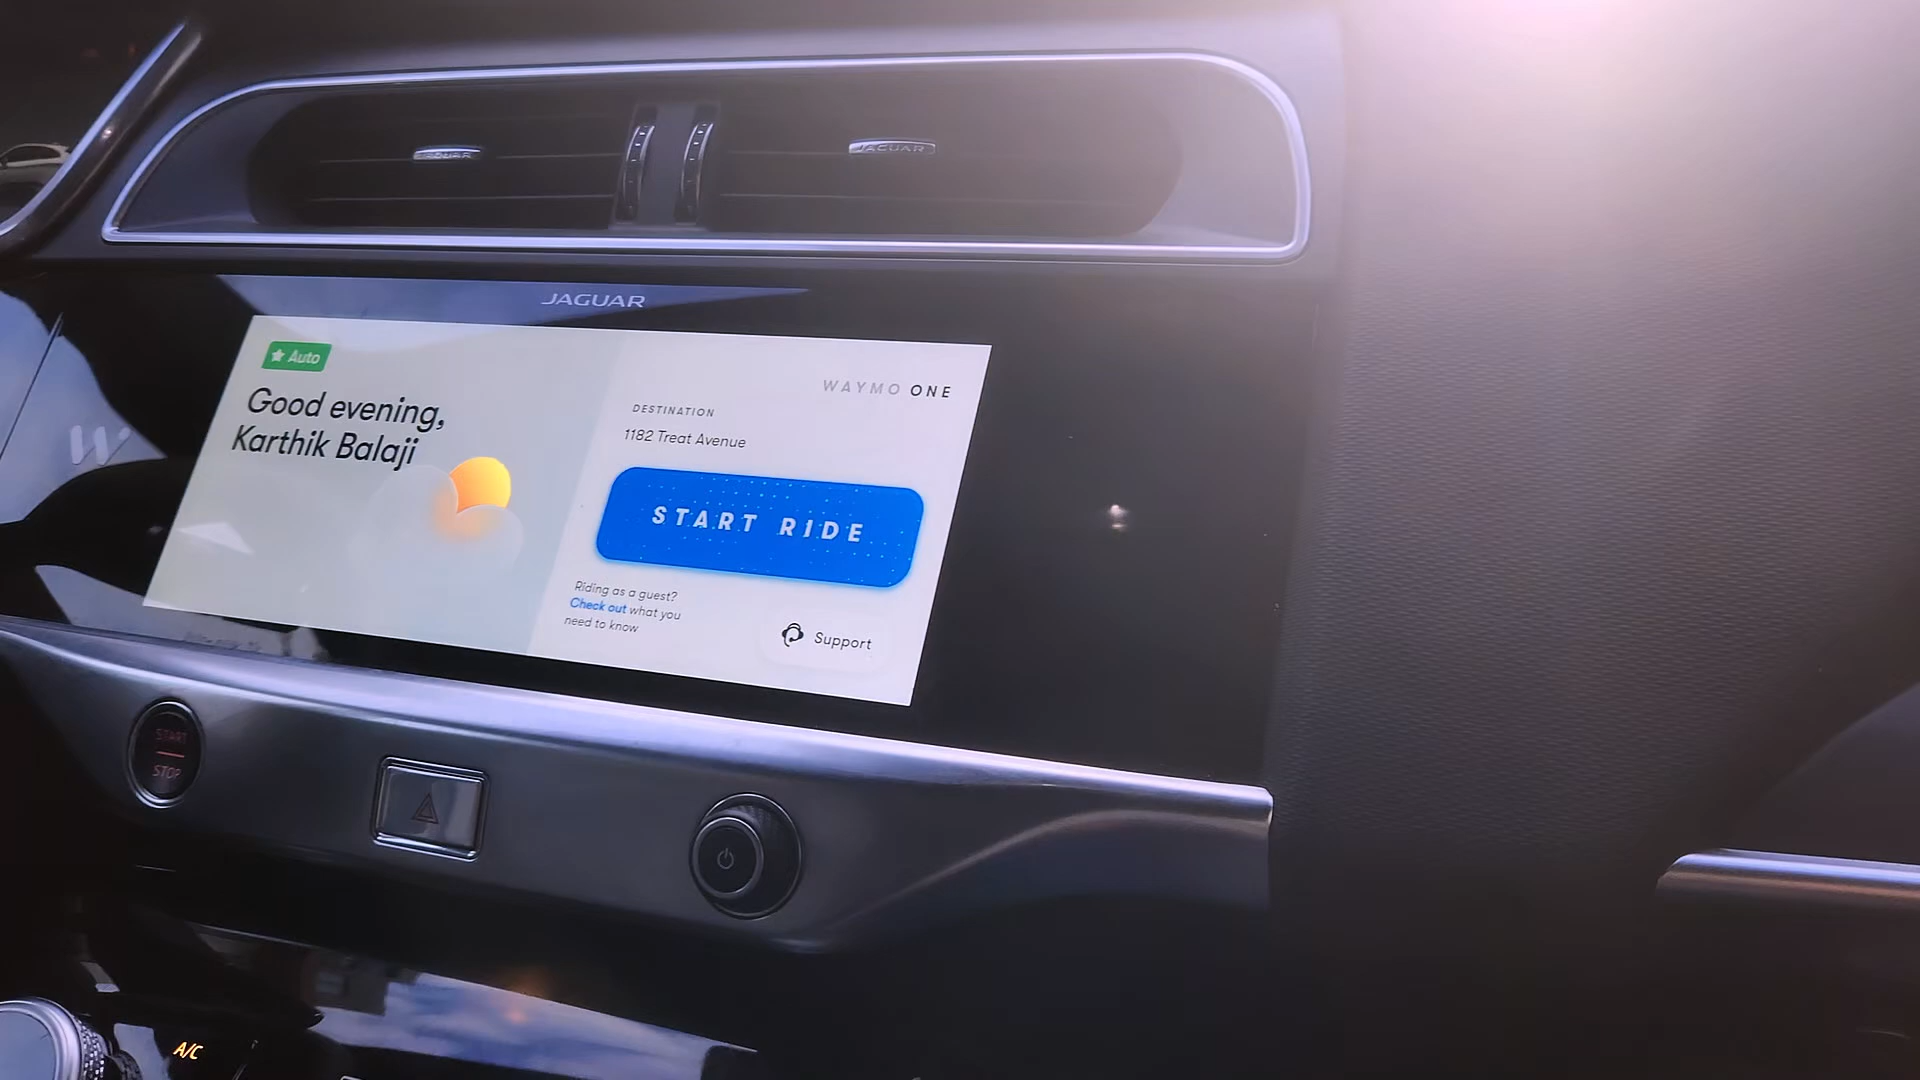 JAGUAR
JAGUAR
JAGUAR
Auto
Good evening,
Karthik Balaji
WAYMO ONE
DESTINATION
1182 Treat Avenue
START RIDE
Riding as a guest?
Check out what you
need to know
Support
START
STOP
A/C